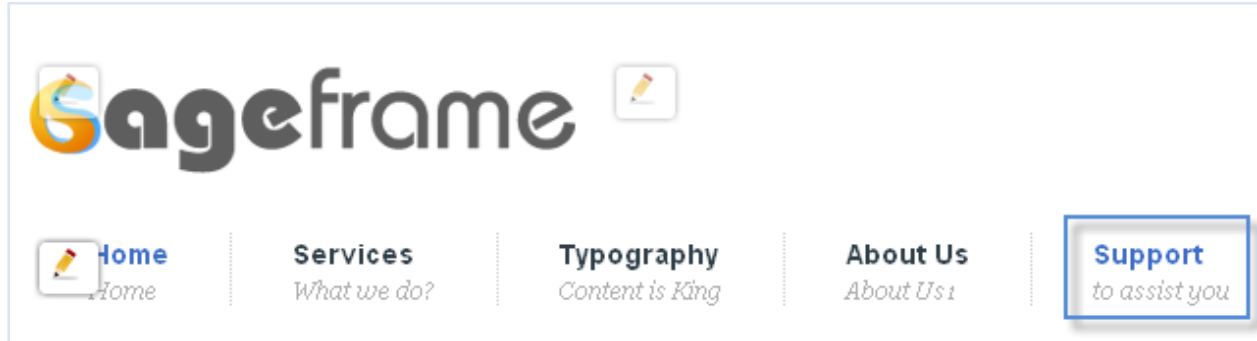 Sageframe
Home Services Typography About Us Support
Home What we do? Content is King About Us1 to assist you